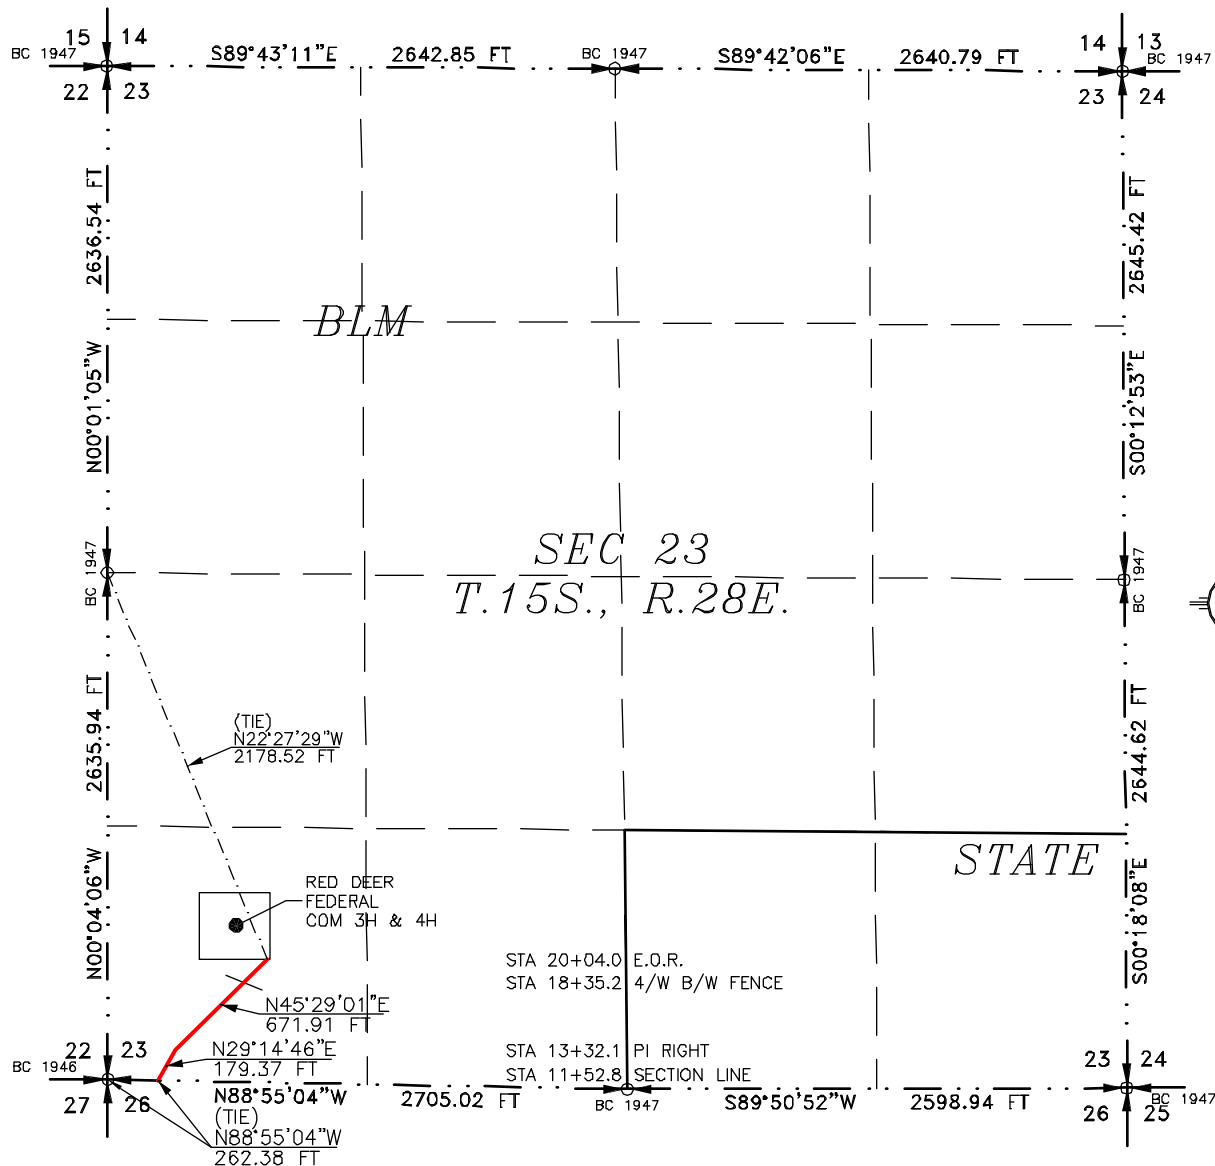 15 14
BC 1947
22 23
S89°43'11"E 2642.85 FT
BC 1947
S89°42'06"E 2640.79 FT
14 13
BC 1947
23 24
2636.54 FT
N00°01'05"W
2645.42 FT
S00°12'53"E
BLM
SEC 23
T.15S., R.28E.
BC 1947
BC 1947
2635.94 FT
N00°04'06"W
2644.62 FT
S00°18'08"E
(TIE)
N22°27'29"W
2178.52 FT
STATE
RED DEER
FEDERAL
COM 3H & 4H
STA 20+04.0 E.O.R.
STA 18+35.2 4/W B/W FENCE
N45°29'01"E
671.91 FT
STA 13+32.1 PI RIGHT
STA 11+52.8 SECTION LINE
N29°14'46"E
179.37 FT
22 23
BC 1946
27 26
N88°55'04"W 2705.02 FT
(TIE)
N88°55'04"W
262.38 FT
BC 1947
S89°50'52"W 2598.94 FT
23 24
BC 1947
26 25